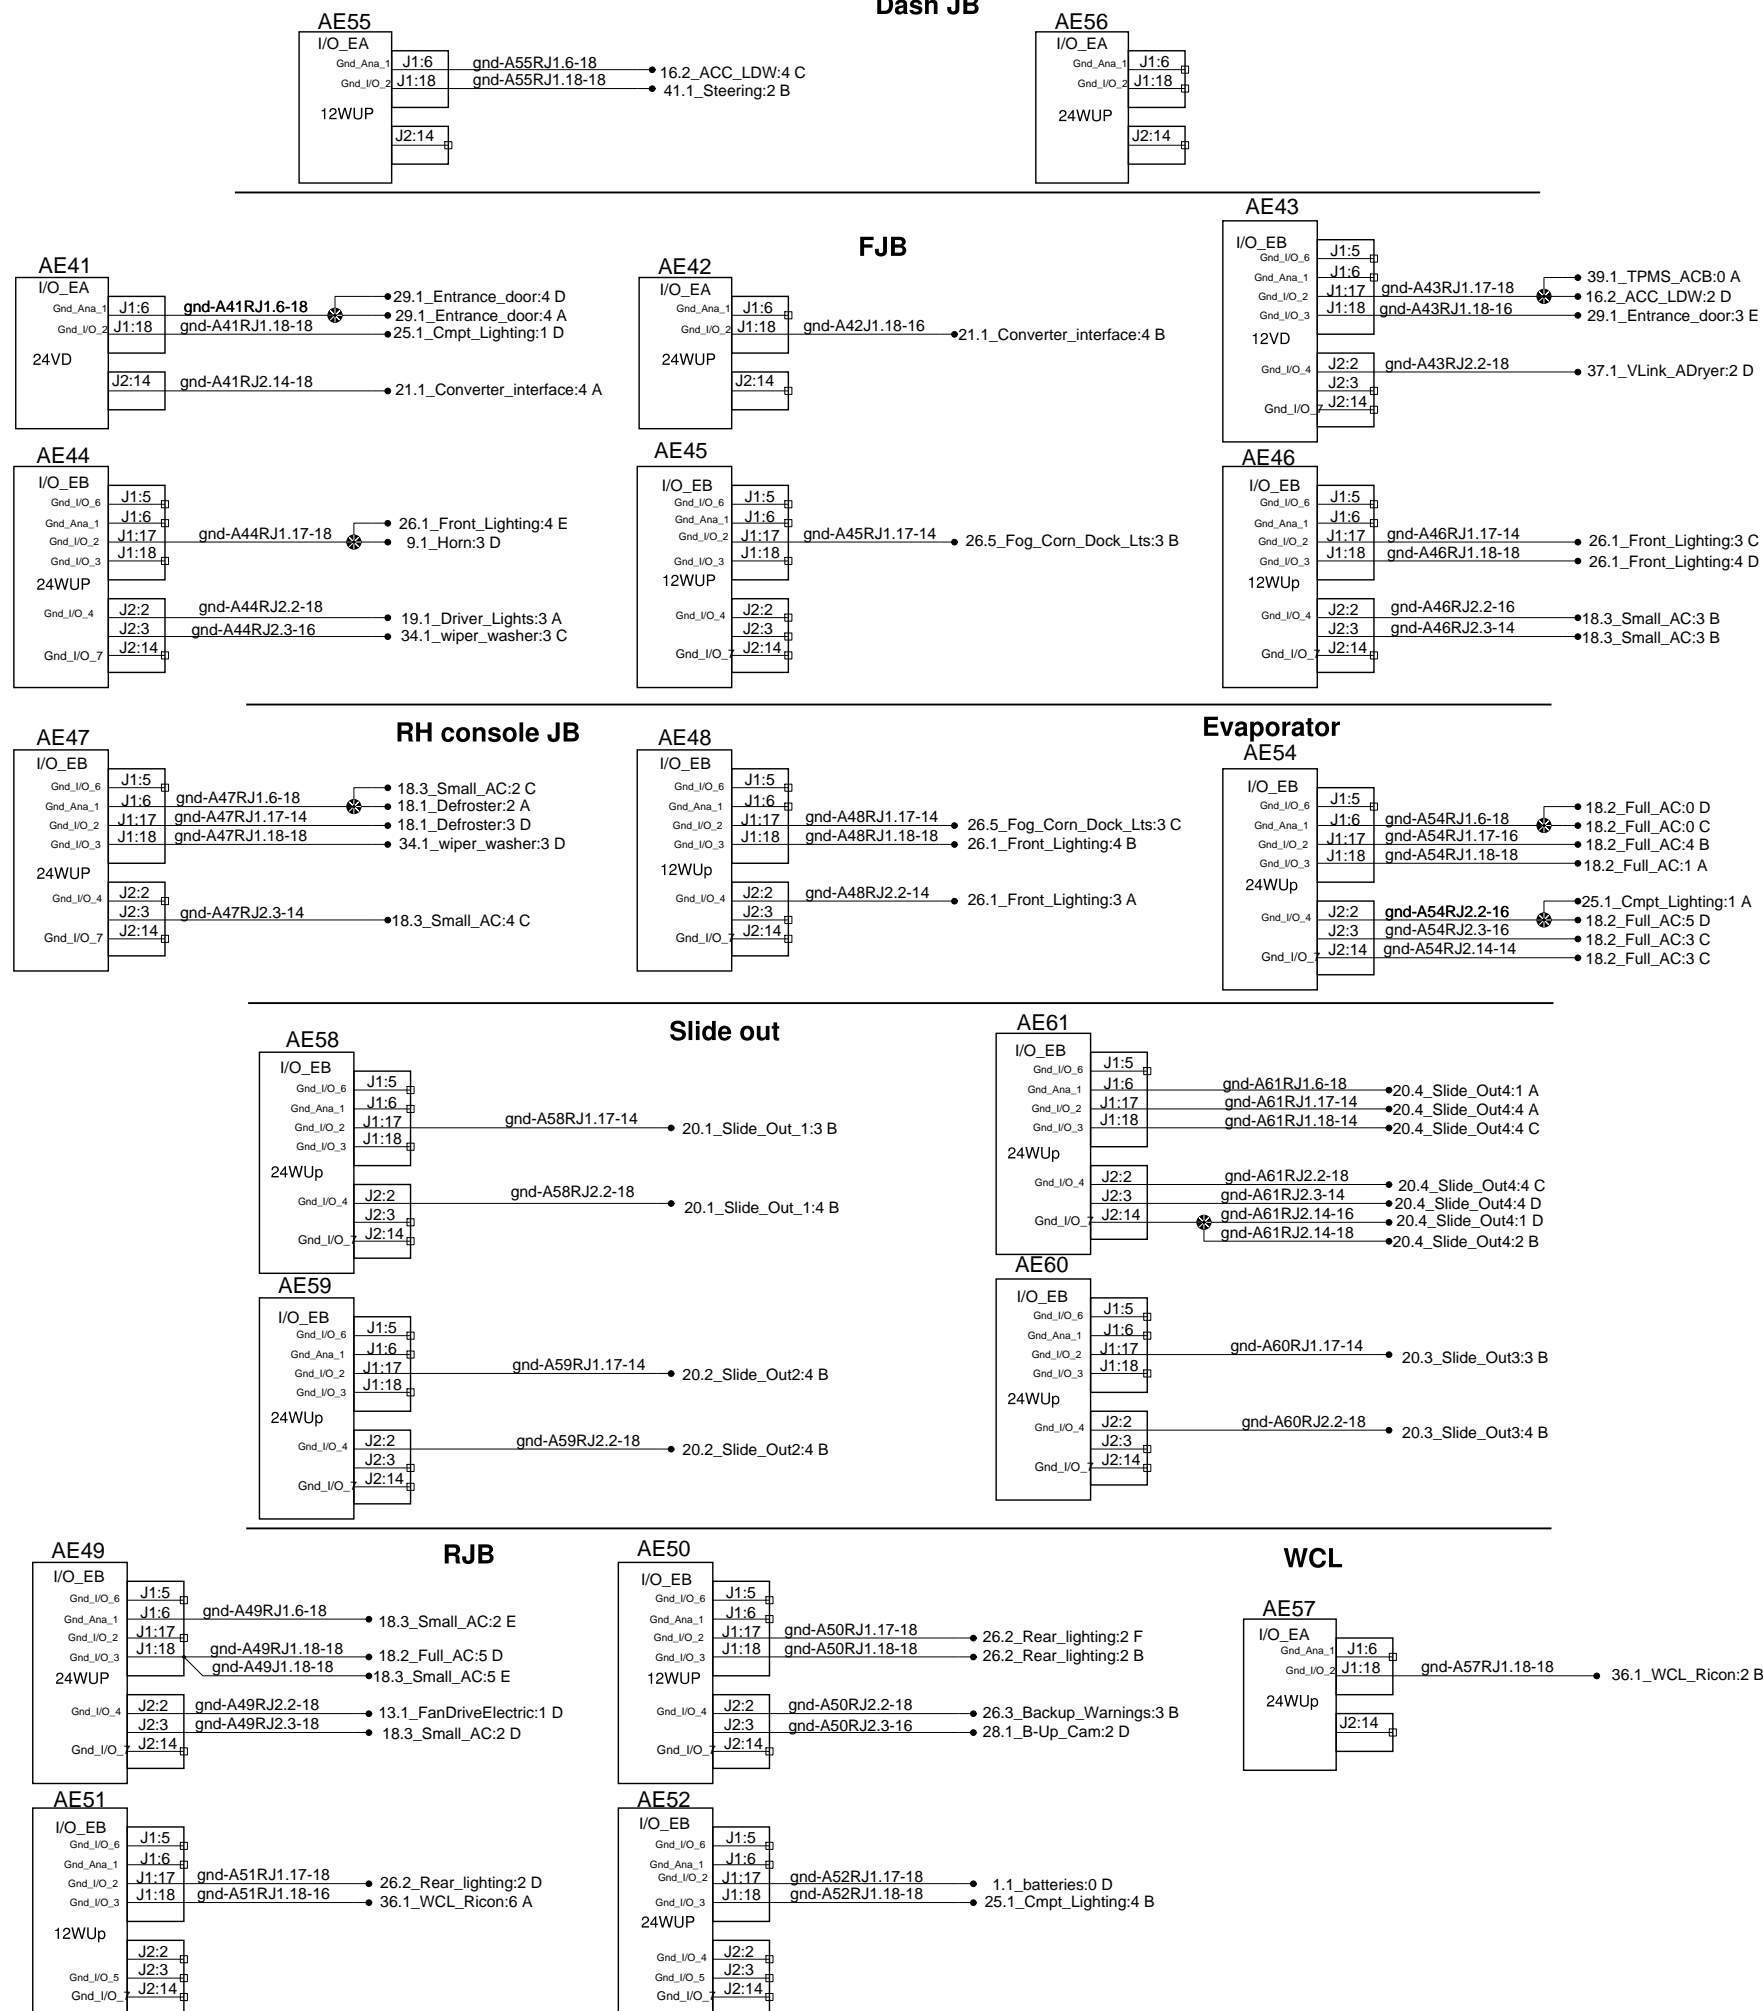 Dash JB
AE55
I/O_EA
Gnd_Ana_1 J1:6 gnd-A55RJ1.6-18 16.2_ACC_LDW:4 C
Gnd_I/O_2 J1:18 gnd-A55RJ1.18-18 41.1_Steering:2 B
12WUP
J2:14
AE56
I/O_EA
Gnd_Ana_1 J1:6
Gnd_I/O_2 J1:18
24WUP
J2:14
FJB
AE41
I/O_EA
29.1_Entrance_door:4 D
Gnd_Ana_1 J1:6 gnd-A41RJ1.6-18 29.1_Entrance_door:4 A
Gnd_I/O_2 J1:18 gnd-A41RJ1.18-18 25.1_Cmpt_Lighting:1 D
24VD
J2:14 gnd-A41RJ2.14-18 21.1_Converter_interface:4 A
AE42
I/O_EA
Gnd_Ana_1 J1:6
Gnd_I/O_2 J1:18 gnd-A42J1.18-16 21.1_Converter_interface:4 B
24WUP
J2:14
AE43
I/O_EB
Gnd_I/O_6 J1:5
Gnd_Ana_1 J1:6 39.1_TPMS_ACB:0 A
Gnd_I/O_2 J1:17 gnd-A43RJ1.17-18 16.2_ACC_LDW:2 D
Gnd_I/O_3 J1:18 gnd-A43RJ1.18-16 29.1_Entrance_door:3 E
12VD
Gnd_I/O_4 J2:2 gnd-A43RJ2.2-18 37.1_VLink_ADryer:2 D
J2:3
Gnd_I/O_7 J2:14
AE44
I/O_EB
Gnd_I/O_6 J1:5
Gnd_Ana_1 J1:6 26.1_Front_Lighting:4 E
Gnd_I/O_2 J1:17 gnd-A44RJ1.17-18 9.1_Horn:3 D
Gnd_I/O_3 J1:18
24WUP
Gnd_I/O_4 J2:2 gnd-A44RJ2.2-18 19.1_Driver_Lights:3 A
J2:3 gnd-A44RJ2.3-16 34.1_wiper_washer:3 C
Gnd_I/O_7 J2:14
AE45
I/O_EB
Gnd_I/O_6 J1:5
Gnd_Ana_1 J1:6
Gnd_I/O_2 J1:17 gnd-A45RJ1.17-14 26.5_Fog_Corn_Dock_Lts:3 B
Gnd_I/O_3 J1:18
12WUP
Gnd_I/O_4 J2:2
J2:3
Gnd_I/O_7 J2:14
AE46
I/O_EB
Gnd_I/O_6 J1:5
Gnd_Ana_1 J1:6
Gnd_I/O_2 J1:17 gnd-A46RJ1.17-14 26.1_Front_Lighting:3 C
Gnd_I/O_3 J1:18 gnd-A46RJ1.18-18 26.1_Front_Lighting:4 D
12WUp
Gnd_I/O_4 J2:2 gnd-A46RJ2.2-16 18.3_Small_AC:3 B
J2:3 gnd-A46RJ2.3-14 18.3_Small_AC:3 B
Gnd_I/O_7 J2:14
RH console JB
AE47
I/O_EB
Gnd_I/O_6 J1:5 18.3_Small_AC:2 C
Gnd_Ana_1 J1:6 gnd-A47RJ1.6-18 18.1_Defroster:2 A
Gnd_I/O_2 J1:17 gnd-A47RJ1.17-14 18.1_Defroster:3 D
Gnd_I/O_3 J1:18 gnd-A47RJ1.18-18 34.1_wiper_washer:3 D
24WUP
Gnd_I/O_4 J2:2
J2:3 gnd-A47RJ2.3-14 18.3_Small_AC:4 C
Gnd_I/O_7 J2:14
AE48
I/O_EB
Gnd_I/O_6 J1:5
Gnd_Ana_1 J1:6
Gnd_I/O_2 J1:17 gnd-A48RJ1.17-14 26.5_Fog_Corn_Dock_Lts:3 C
Gnd_I/O_3 J1:18 gnd-A48RJ1.18-18 26.1_Front_Lighting:4 B
12WUp
Gnd_I/O_4 J2:2 gnd-A48RJ2.2-14 26.1_Front_Lighting:3 A
J2:3
Gnd_I/O_7 J2:14
Evaporator
AE54
I/O_EB
Gnd_I/O_6 J1:5 18.2_Full_AC:0 D
Gnd_Ana_1 J1:6 gnd-A54RJ1.6-18 18.2_Full_AC:0 C
Gnd_I/O_2 J1:17 gnd-A54RJ1.17-16 18.2_Full_AC:4 B
Gnd_I/O_3 J1:18 gnd-A54RJ1.18-18 18.2_Full_AC:1 A
24WUp
25.1_Cmpt_Lighting:1 A
Gnd_I/O_4 J2:2 gnd-A54RJ2.2-16 18.2_Full_AC:5 D
J2:3 gnd-A54RJ2.3-16 18.2_Full_AC:3 C
Gnd_I/O_7 J2:14 gnd-A54RJ2.14-14 18.2_Full_AC:3 C
Slide out
AE58
I/O_EB
Gnd_I/O_6 J1:5
Gnd_Ana_1 J1:6
Gnd_I/O_2 J1:17 gnd-A58RJ1.17-14 20.1_Slide_Out_1:3 B
Gnd_I/O_3 J1:18
24WUp
Gnd_I/O_4 J2:2 gnd-A58RJ2.2-18 20.1_Slide_Out_1:4 B
J2:3
Gnd_I/O_7 J2:14
AE61
I/O_EB
Gnd_I/O_6 J1:5
Gnd_Ana_1 J1:6 gnd-A61RJ1.6-18 20.4_Slide_Out4:1 A
Gnd_I/O_2 J1:17 gnd-A61RJ1.17-14 20.4_Slide_Out4:4 A
Gnd_I/O_3 J1:18 gnd-A61RJ1.18-14 20.4_Slide_Out4:4 C
24WUp
Gnd_I/O_4 J2:2 gnd-A61RJ2.2-18 20.4_Slide_Out4:4 C
J2:3 gnd-A61RJ2.3-14 20.4_Slide_Out4:4 D
Gnd_I/O_7 J2:14 gnd-A61RJ2.14-16 20.4_Slide_Out4:1 D
gnd-A61RJ2.14-18 20.4_Slide_Out4:2 B
AE59
I/O_EB
Gnd_I/O_6 J1:5
Gnd_Ana_1 J1:6
Gnd_I/O_2 J1:17 gnd-A59RJ1.17-14 20.2_Slide_Out2:4 B
Gnd_I/O_3 J1:18
24WUp
Gnd_I/O_4 J2:2 gnd-A59RJ2.2-18 20.2_Slide_Out2:4 B
J2:3
Gnd_I/O_7 J2:14
AE60
I/O_EB
Gnd_I/O_6 J1:5
Gnd_Ana_1 J1:6
Gnd_I/O_2 J1:17 gnd-A60RJ1.17-14 20.3_Slide_Out3:3 B
Gnd_I/O_3 J1:18
24WUp
Gnd_I/O_4 J2:2 gnd-A60RJ2.2-18 20.3_Slide_Out3:4 B
J2:3
Gnd_I/O_7 J2:14
RJB
AE49
I/O_EB
Gnd_I/O_6 J1:5
Gnd_Ana_1 J1:6 gnd-A49RJ1.6-18 18.3_Small_AC:2 E
Gnd_I/O_2 J1:17
Gnd_I/O_3 J1:18 gnd-A49RJ1.18-18 18.2_Full_AC:5 D
gnd-A49J1.18-18 18.3_Small_AC:5 E
24WUP
Gnd_I/O_4 J2:2 gnd-A49RJ2.2-18 13.1_FanDriveElectric:1 D
J2:3 gnd-A49RJ2.3-18 18.3_Small_AC:2 D
Gnd_I/O_7 J2:14
AE50
I/O_EB
Gnd_I/O_6 J1:5
Gnd_Ana_1 J1:6
Gnd_I/O_2 J1:17 gnd-A50RJ1.17-18 26.2_Rear_lighting:2 F
Gnd_I/O_3 J1:18 gnd-A50RJ1.18-18 26.2_Rear_lighting:2 B
12WUP
Gnd_I/O_4 J2:2 gnd-A50RJ2.2-18 26.3_Backup_Warnings:3 B
J2:3 gnd-A50RJ2.3-16 28.1_B-Up_Cam:2 D
Gnd_I/O_7 J2:14
WCL
AE57
I/O_EA
Gnd_Ana_1 J1:6
Gnd_I/O_2 J1:18 gnd-A57RJ1.18-18 36.1_WCL_Ricon:2 B
24WUp
J2:14
AE51
I/O_EB
Gnd_I/O_6 J1:5
Gnd_Ana_1 J1:6
Gnd_I/O_2 J1:17 gnd-A51RJ1.17-18 26.2_Rear_lighting:2 D
Gnd_I/O_3 J1:18 gnd-A51RJ1.18-16 36.1_WCL_Ricon:6 A
12WUp
J2:2
Gnd_I/O_5 J2:3
Gnd_I/O_7 J2:14
AE52
I/O_EB
Gnd_I/O_6 J1:5
Gnd_Ana_1 J1:6
Gnd_I/O_2 J1:17 gnd-A52RJ1.17-18 1.1_batteries:0 D
Gnd_I/O_3 J1:18 gnd-A52RJ1.18-18 25.1_Cmpt_Lighting:4 B
24WUP
Gnd_I/O_4 J2:2
Gnd_I/O_5 J2:3
Gnd_I/O_7 J2:14